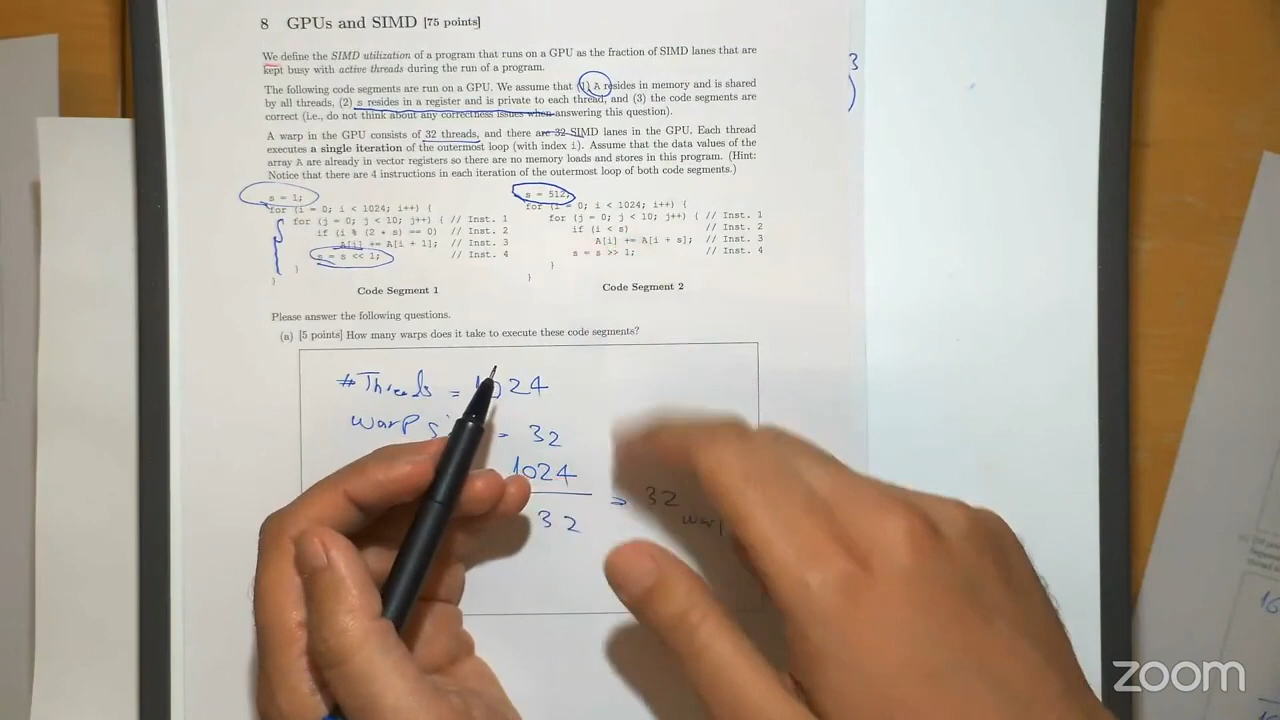 8 GPUs and SIMD [75 points]
We define the SIMD utilization of a program that runs on a GPU as the fraction of SIMD lanes that are
kept busy with active threads during the run of a program.
The following code segments are run on a GPU. We assume that (1) A resides in memory and is shared
by all threads, (2) s resides in a register and is private to each thread, and (3) the code segments are
correct (i.e., do not think about any correctness issues when answering this question).
A warp in the GPU consists of 32 threads, and there are 32 SIMD lanes in the GPU. Each thread
executes a single iteration of the outermost loop (with index i). Assume that the data values of the
array A are already in vector registers so there are no memory loads and stores in this program. (Hint:
Notice that there are 4 instructions in each iteration of the outermost loop of both code segments.)
s = 1;
for (i = 0; i < 1024; i++) {
for (j = 0; j < 10; j++) { // Inst. 1
if (i % (2 + s) == 0) // Inst. 2
A[i] += A[i + 1]; // Inst. 3
s = s << 1; // Inst. 4
}
}
Code Segment 1
s = 512;
for (i = 0; i < 1024; i++) {
for (j = 0; j < 10; j++) { // Inst. 1
if (i < s) // Inst. 2
A[i] += A[i + s]; // Inst. 3
s = s >> 1; // Inst. 4
}
}
Code Segment 2
Please answer the following questions.
(a) [5 points] How many warps does it take to execute these code segments?
# Threads = 1024
warp = 32
1024
32 => 32
3
)
zoom